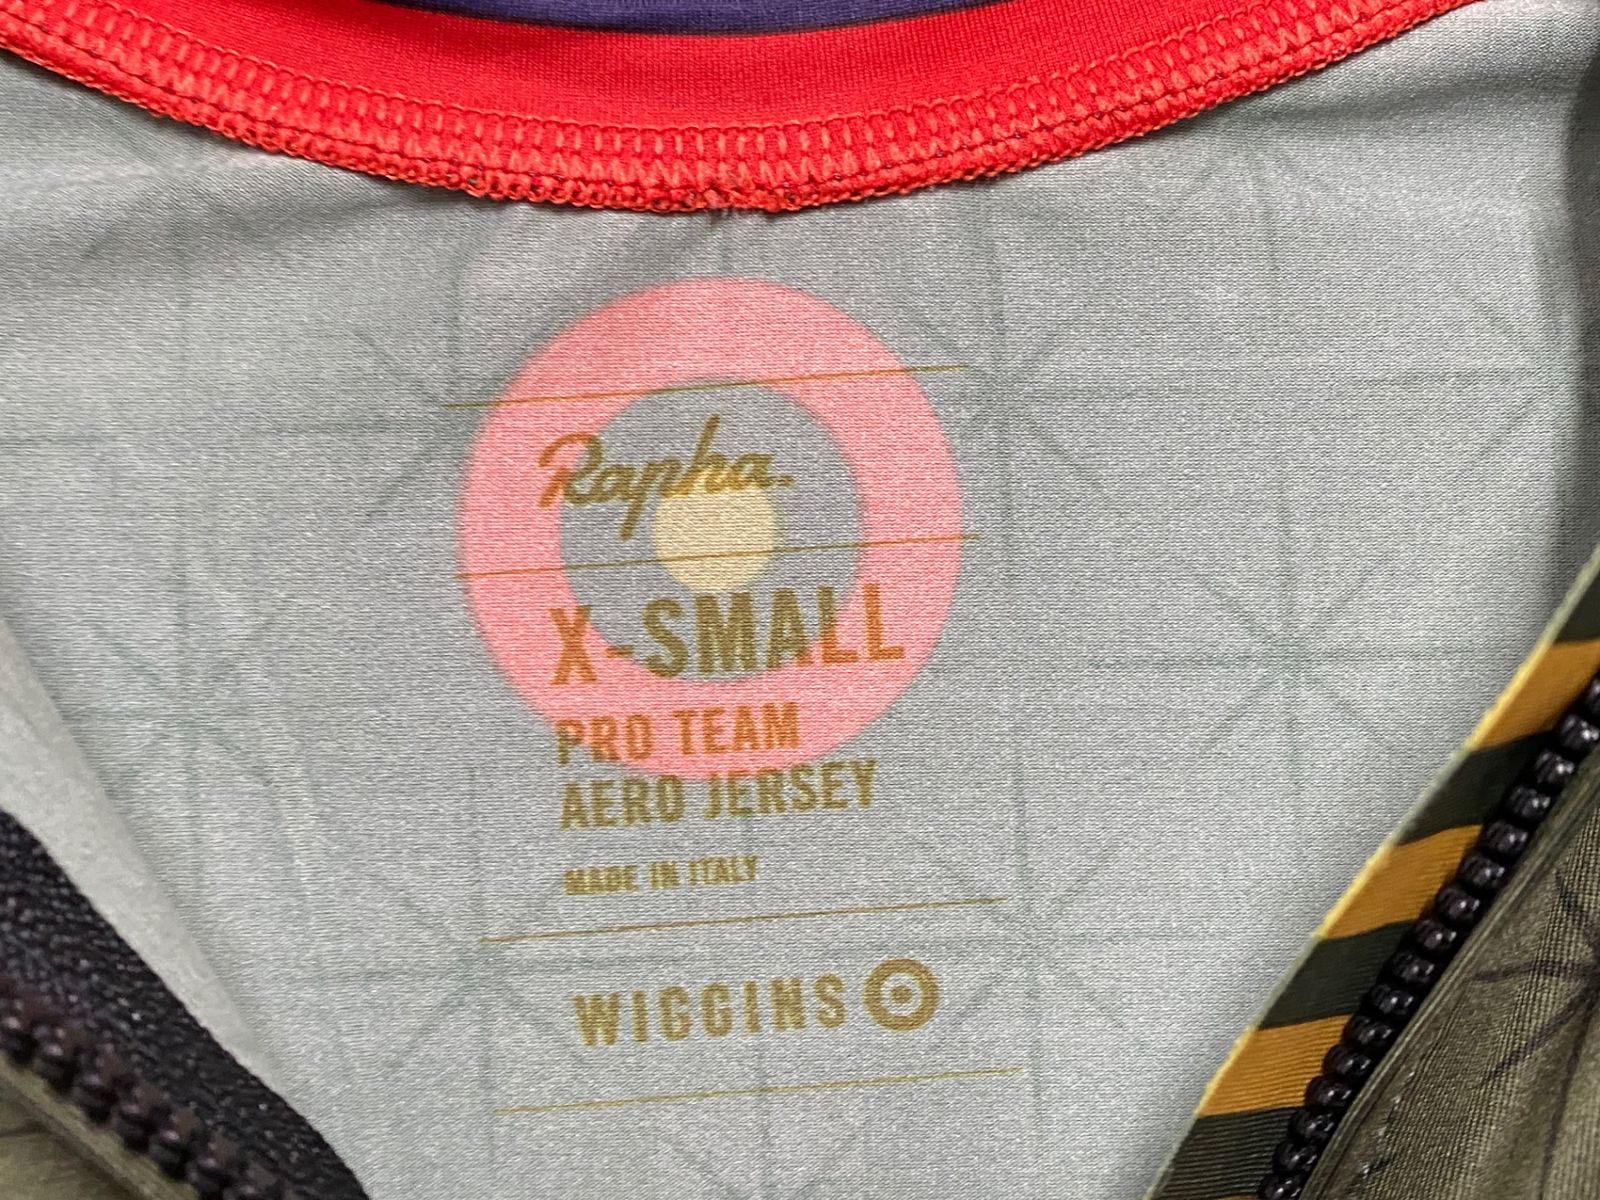 Rapha.
X-SMALL
PRO TEAM
AERO JERSEY
MADE IN ITALY
WIGGINS